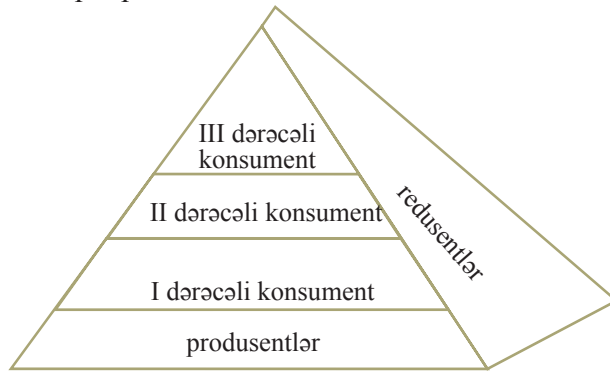 III dərəcəli
konsument
II dərəcəli konsument
redusentlər
I dərəcəli konsument
produsentlər